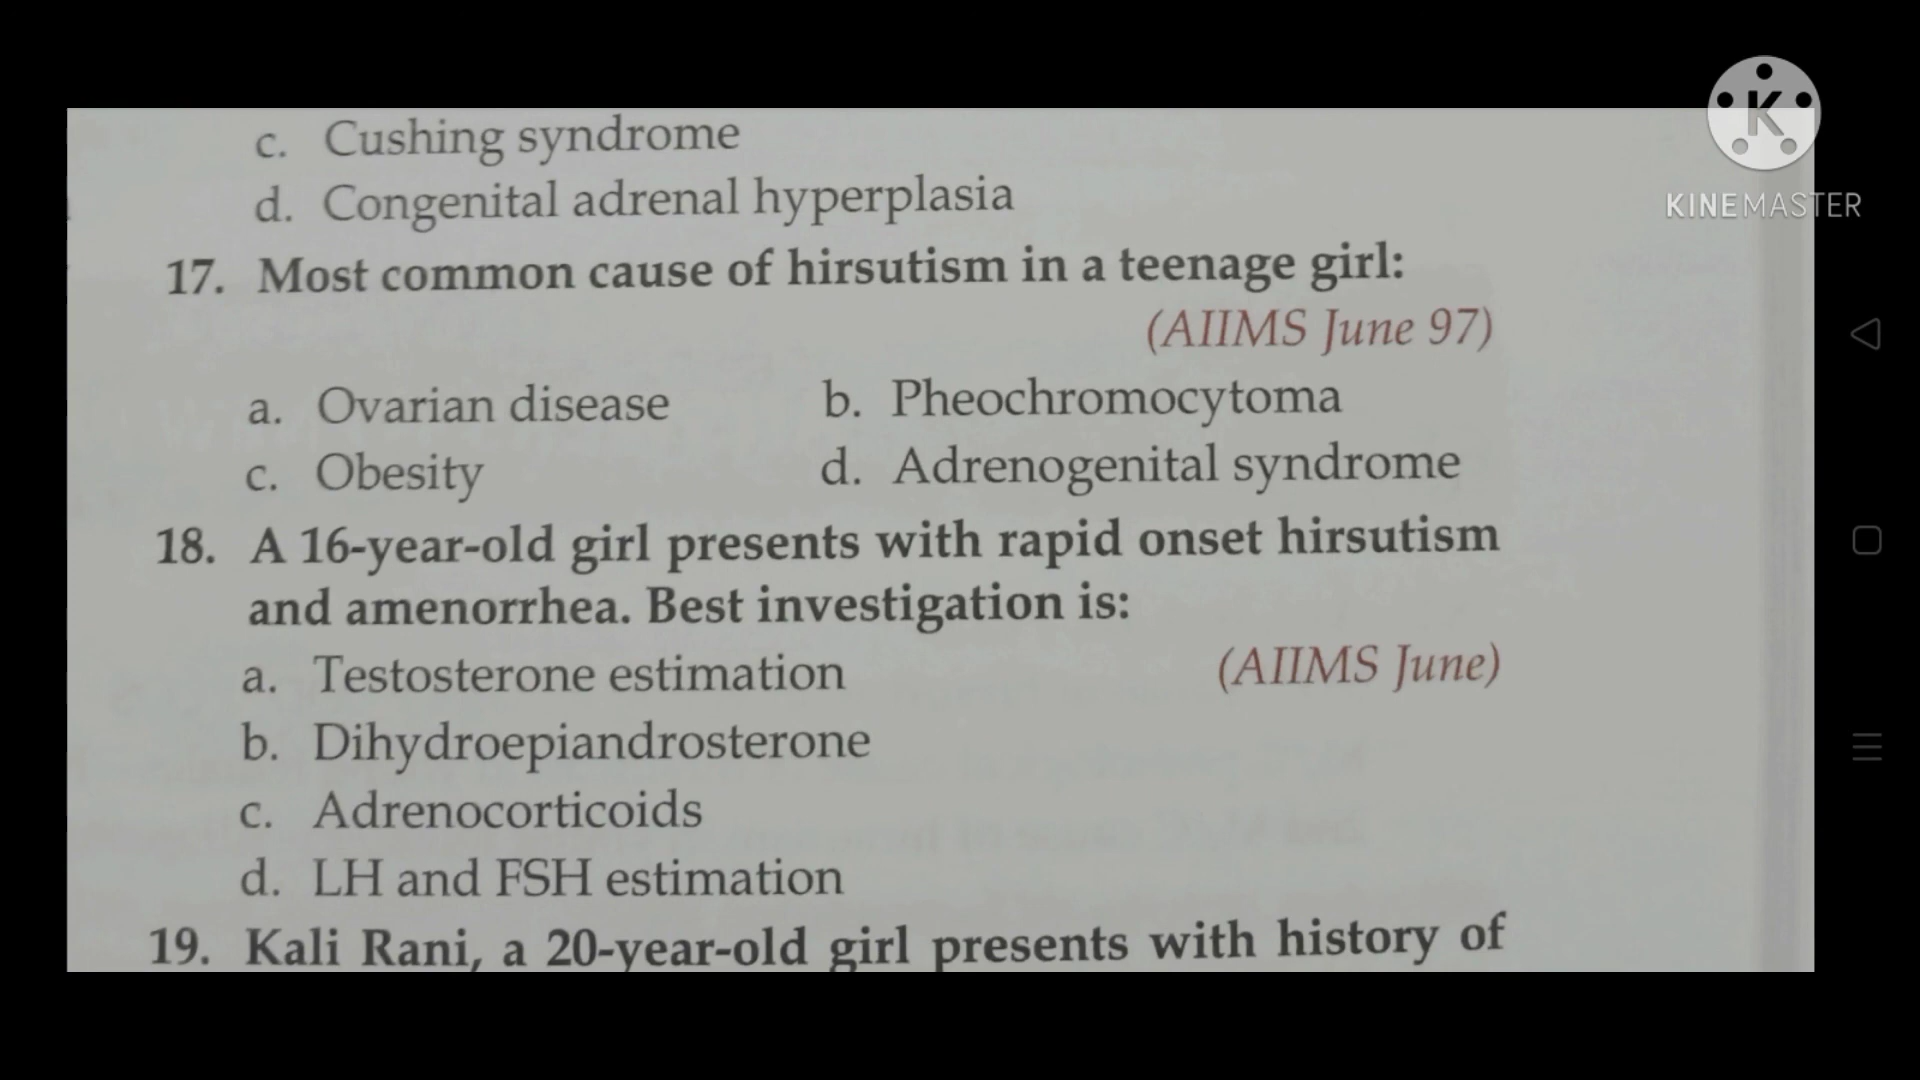 c. Cushing syndrome
d. Congenital adrenal hyperplasia
17. Most common cause of hirsutism in a teenage girl:
(AIIMS June 97)
a. Ovarian disease b. Pheochromocytoma
c. Obesity d. Adrenogenital syndrome
18. A 16-year-old girl presents with rapid onset hirsutism
and amenorrhea. Best investigation is:
a. Testosterone estimation (AIIMS June)
b. Dihydroepiandrosterone
c. Adrenocorticoids
d. LH and FSH estimation
19. Kali Rani, a 20-year-old girl presents with history of
K
KINEMASTER